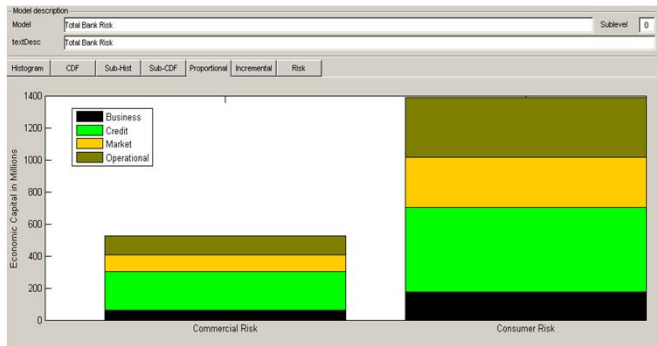 Model description
Model Total Bank Risk Sublevel 0
textDesc Total Bank Risk
Histogram CDF Sub-Hist Sub-CDF Proportional Incremental Risk
1400
1200
1000
800
600
400
200
0
Economic Capital in Millions
Business
Credit
Market
Operational
Commercial Risk Consumer Risk